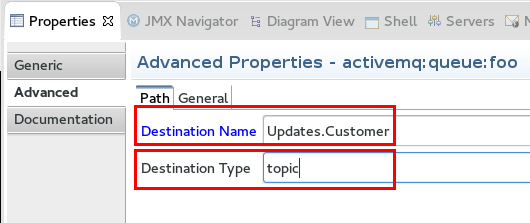 Properties JMX Navigator Diagram View Shell Servers
Generic
Advanced
Documentation
Advanced Properties - activemq:queue:foo
Path General
Destination Name Updates.Customer
Destination Type topic